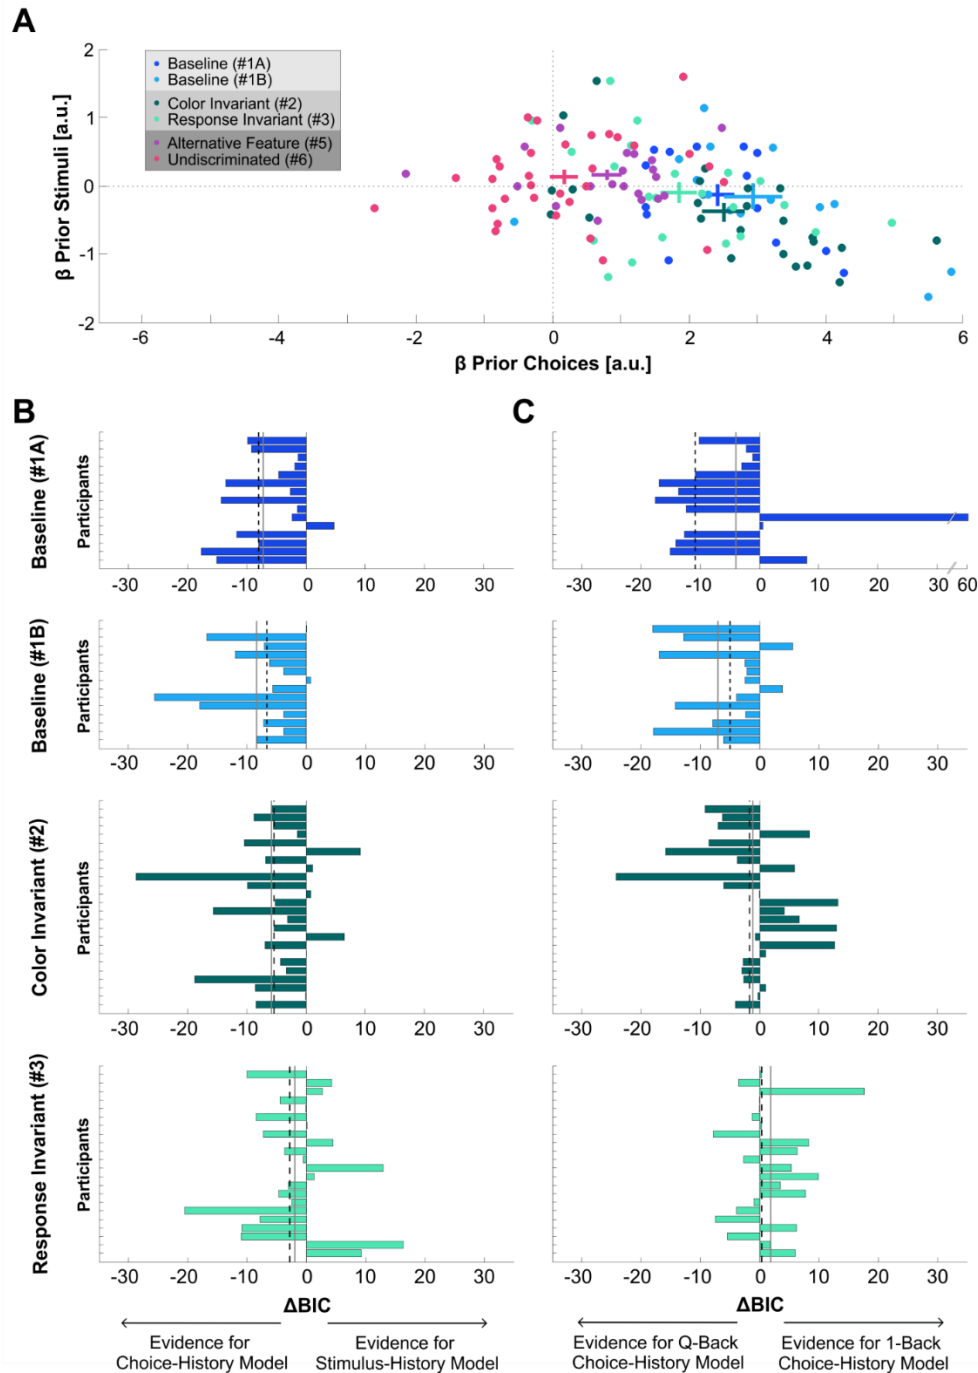 A
2
1
0
-1
-2
β Prior Stimuli [a.u.]
Baseline (#1A)
Baseline (#1B)
Color Invariant (#2)
Response Invariant (#3)
Alternative Feature (#5)
Undiscriminated (#6)
-6 -4 -2 0 2 4 6
β Prior Choices [a.u.]
B
C
Baseline (#1A)
Participants
-30 -20 -10 0 10 20 30
-30 -20 -10 0 10 20 30 60
Baseline (#1B)
Participants
-30 -20 -10 0 10 20 30
-30 -20 -10 0 10 20 30
Color Invariant (#2)
Participants
-30 -20 -10 0 10 20 30
-30 -20 -10 0 10 20 30
Response Invariant (#3)
Participants
-30 -20 -10 0 10 20 30
-30 -20 -10 0 10 20 30
ΔBIC
ΔBIC
Evidence for
Choice-History Model
Evidence for
Stimulus-History Model
Evidence for Q-Back
Choice-History Model
Evidence for 1-Back
Choice-History Model